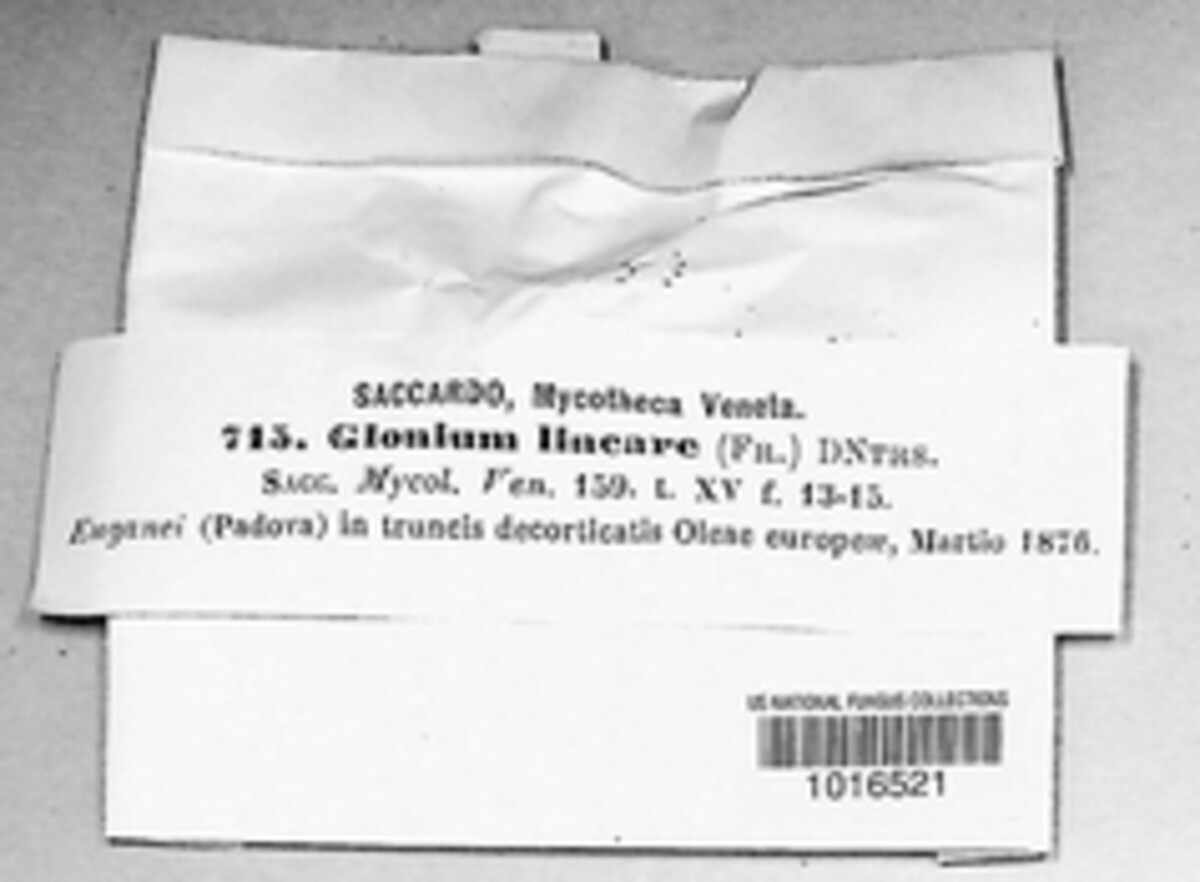 SACCARDO, Mycotheca Veneta.
715. Glonium lineare (FR.) DNTRS.
SACC. Mycol. Ven. 159. t. XV f. 13-15.
Euganei (Padova) in truncis decorticatis Oleae europææ, Martio 1876.
US NATIONAL FUNGUS COLLECTIONS
1016521